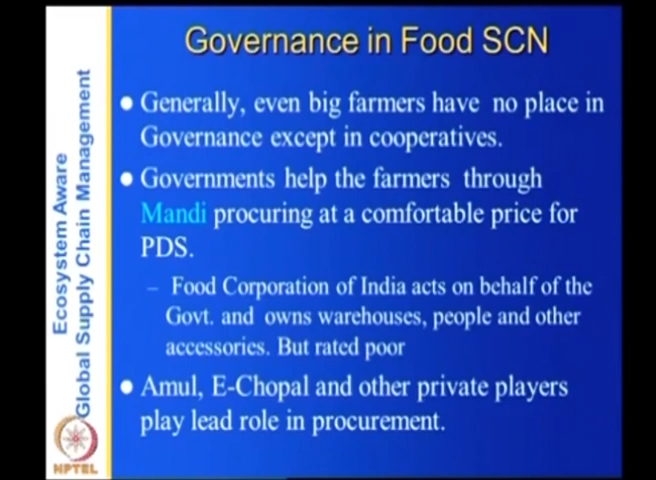 Governance in Food SCN
Ecosystem Aware
Global Supply Chain Management
● Generally, even big farmers have no place in
Governance except in cooperatives.
● Governments help the farmers through
Mandi procuring at a comfortable price for
PDS.
– Food Corporation of India acts on behalf of the
Govt. and owns warehouses, people and other
accessories. But rated poor
● Amul, E-Chopal and other private players
play lead role in procurement.
NPTEL